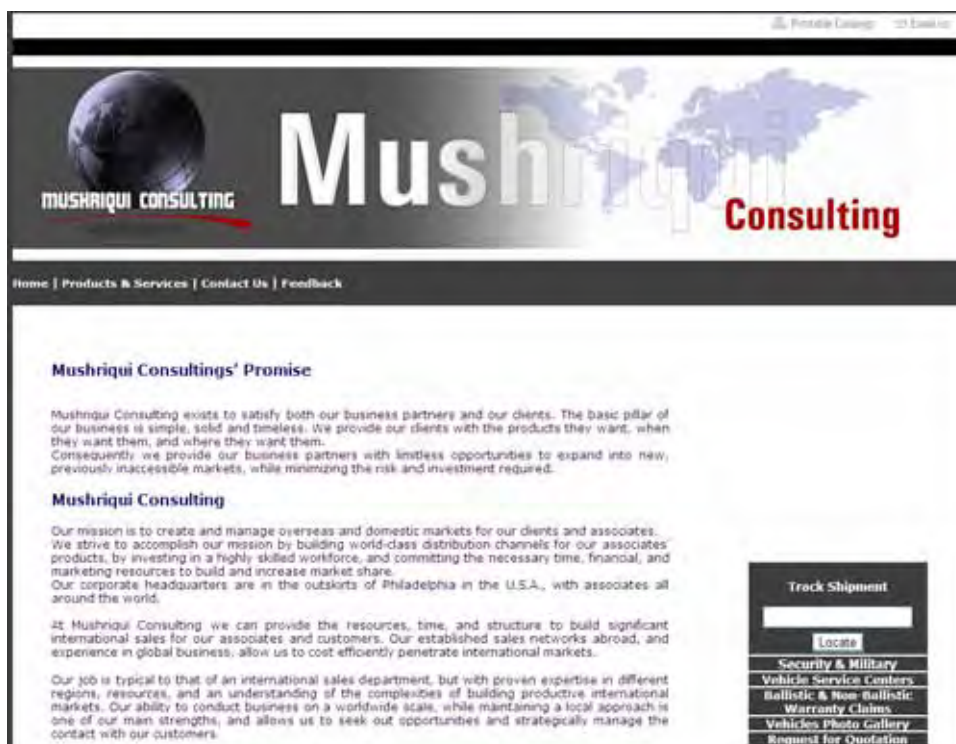 Printable Catalog Email us
MUSHRIQUI CONSULTING
Mushriqui
Consulting
Home | Products & Services | Contact Us | Feedback
Mushriqui Consultings' Promise
Mushriqui Consulting exists to satisfy both our business partners and our clients. The basic pillar of
our business is simple, solid and timeless. We provide our clients with the products they want, when
they want them, and where they want them.
Consequently we provide our business partners with limitless opportunities to expand into new,
previously inaccessible markets, while minimizing the risk and investment required.
Mushriqui Consulting
Our mission is to create and manage overseas and domestic markets for our clients and associates.
We strive to accomplish our mission by building world-class distribution channels for our associates'
products, by investing in a highly skilled workforce, and committing the necessary time, financial, and
marketing resources to build and increase market share.
Our corporate headquarters are in the outskirts of Philadelphia in the U.S.A., with associates all
around the world.
At Mushriqui Consulting we can provide the resources, time, and structure to build significant
international sales for our associates and customers. Our established sales networks abroad, and
experience in global business, allow us to cost efficiently penetrate international markets.
Our job is typical to that of an international sales department, but with proven expertise in different
regions, resources, and an understanding of the complexities of building productive international
markets. Our ability to conduct business on a worldwide scale, while maintaining a local approach is
one of our main strengths, and allows us to seek out opportunities and strategically manage the
contact with our customers.
Track Shipment
Locate
Security & Military
Vehicle Service Centers
Ballistic & Non-Ballistic
Warranty Claims
Vehicles Photo Gallery
Request for Quotation